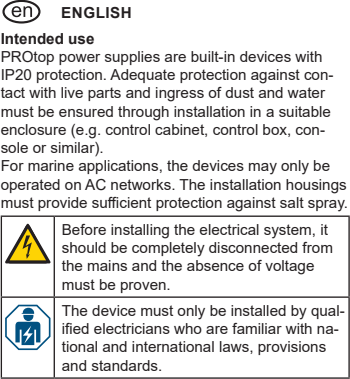 en ENGLISH
Intended use
PROtop power supplies are built-in devices with
IP20 protection. Adequate protection against con-
tact with live parts and ingress of dust and water
must be ensured through installation in a suitable
enclosure (e.g. control cabinet, control box, con-
sole or similar).
For marine applications, the devices may only be
operated on AC networks. The installation housings
must provide sufficient protection against salt spray.
Before installing the electrical system, it
should be completely disconnected from
the mains and the absence of voltage
must be proven.
The device must only be installed by qual-
ified electricians who are familiar with na-
tional and international laws, provisions
and standards.